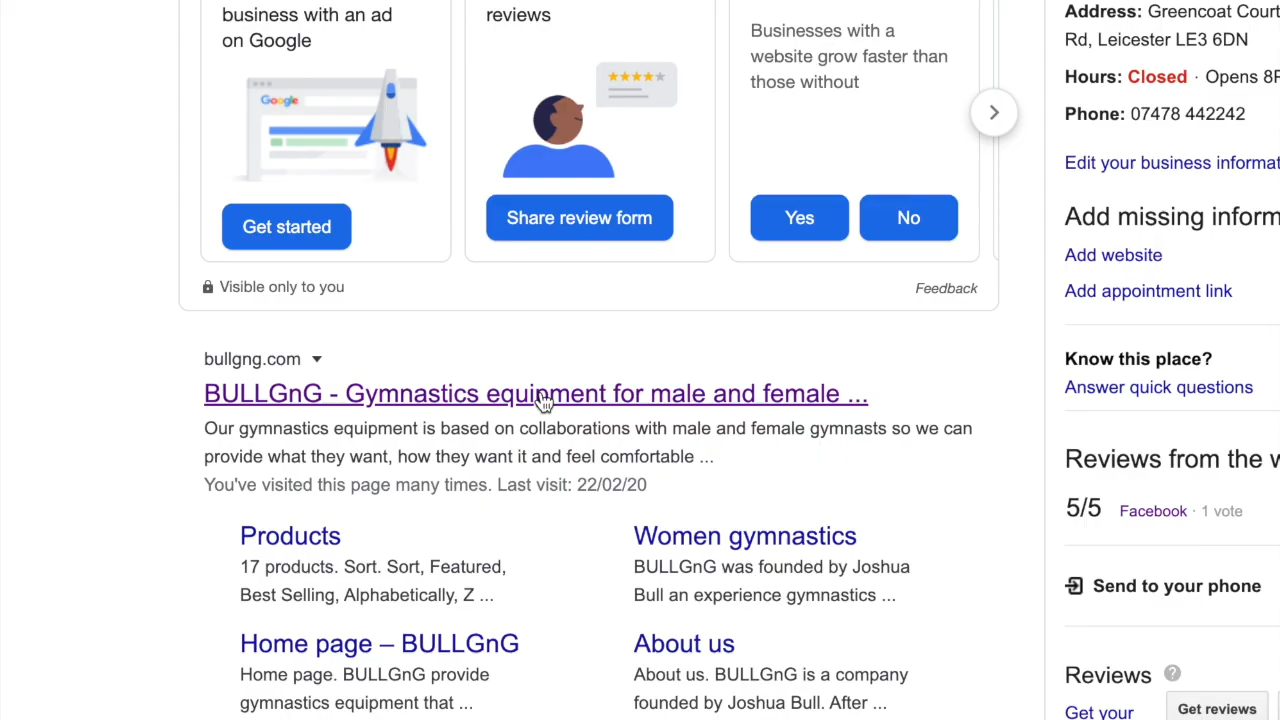 business with an ad
on Google
Google
Get started
reviews
Share review form
Businesses with a
website grow faster than
those without
Yes
No
Visible only to you
Feedback
bullgng.com
BULLGnG - Gymnastics equipment for male and female ...
Our gymnastics equipment is based on collaborations with male and female gymnasts so we can
provide what they want, how they want it and feel comfortable ...
You've visited this page many times. Last visit: 22/02/20
Products
17 products. Sort. Sort, Featured,
Best Selling, Alphabetically, Z ...
Women gymnastics
BULLGnG was founded by Joshua
Bull an experience gymnastics ...
Home page – BULLGnG
Home page. BULLGnG provide
gymnastics equipment that ...
About us
About us. BULLGnG is a company
founded by Joshua Bull. After ...
Address: Greencoat Court
Rd, Leicester LE3 6DN
Hours: Closed · Opens 8P
Phone: 07478 442242
Edit your business informat
Add missing inform
Add website
Add appointment link
Know this place?
Answer quick questions
Reviews from the w
5/5 Facebook · 1 vote
Send to your phone
Reviews ?
Get your
Get reviews